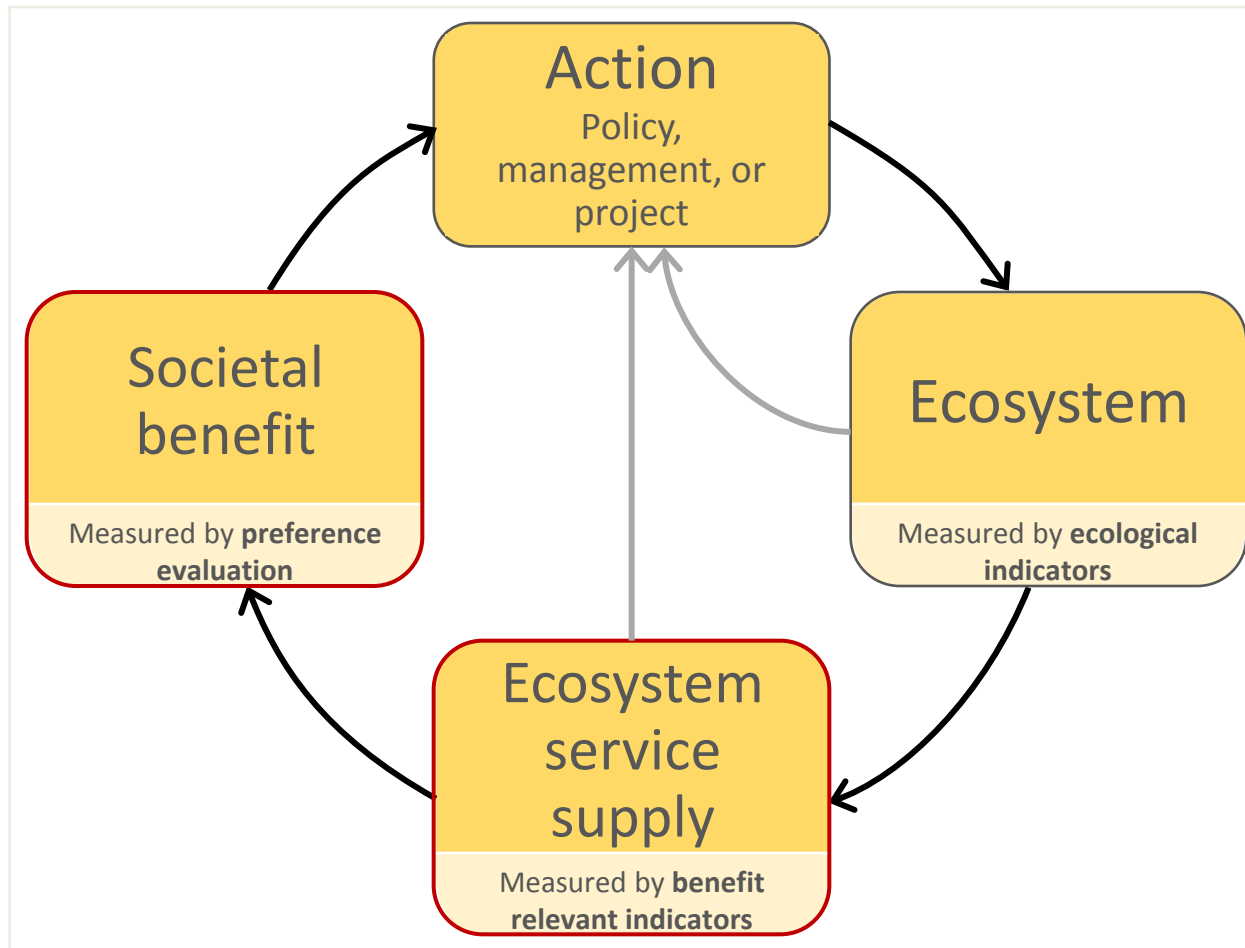 Action
Policy,
management, or
project
Societal
benefit
Measured by preference
evaluation
Ecosystem
Measured by ecological
indicators
Ecosystem
service
supply
Measured by benefit
relevant indicators